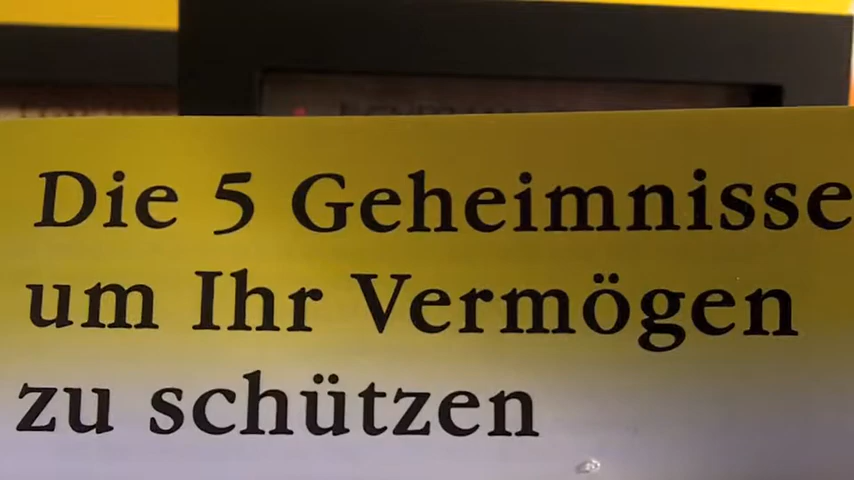 Die 5 Geheimnisse
um Ihr Vermögen
zu schützen